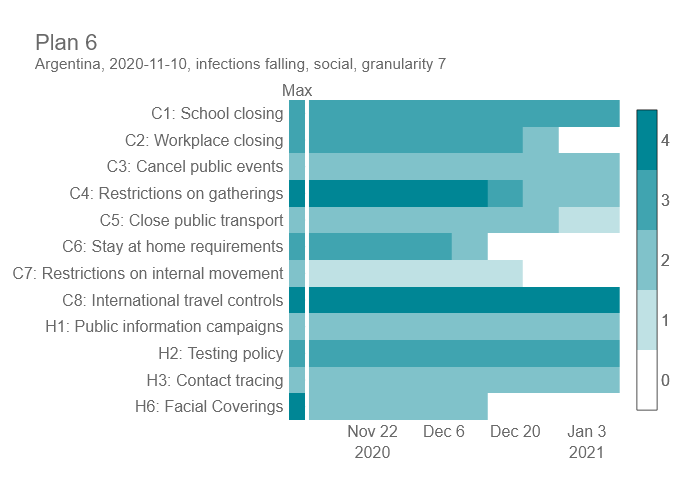 Plan 6
Argentina, 2020-11-10, infections falling, social, granularity 7
Max
C1: School closing
C2: Workplace closing
C3: Cancel public events
C4: Restrictions on gatherings
C5: Close public transport
C6: Stay at home requirements
C7: Restrictions on internal movement
C8: International travel controls
H1: Public information campaigns
H2: Testing policy
H3: Contact tracing
H6: Facial Coverings
4
3
2
1
0
Nov 22 Dec 6 Dec 20 Jan 3
2020 2021